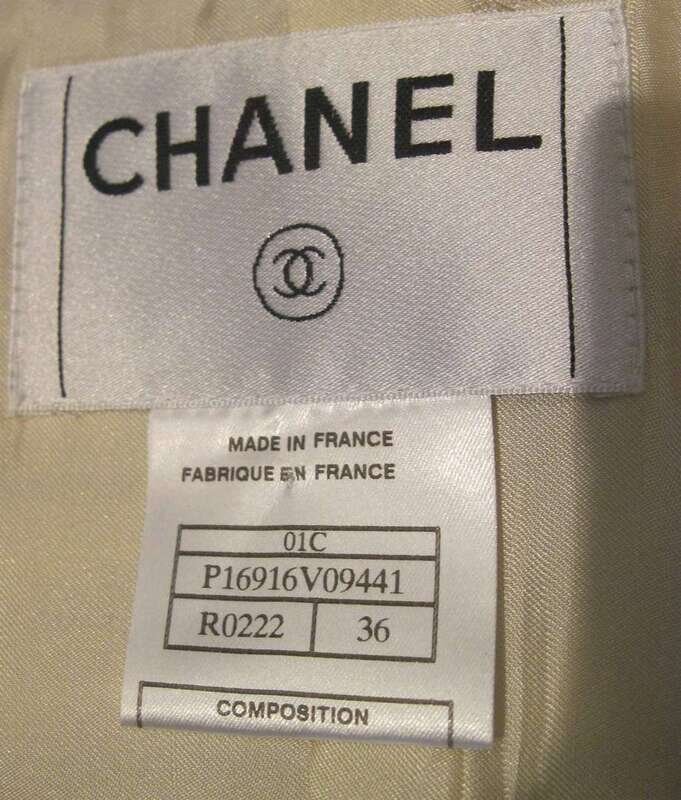 CHANEL
MADE IN FRANCE
FABRIQUE EN FRANCE
01C
P16916V09441
R0222 36
COMPOSITION